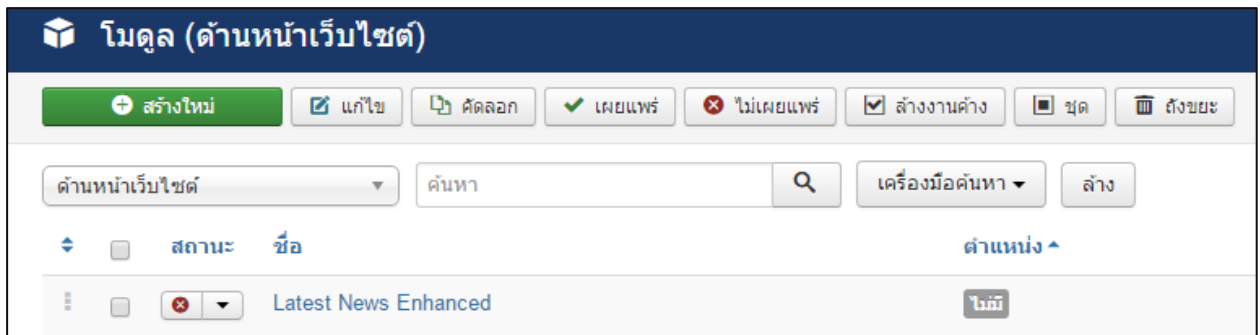 โมดูล (ด้านหน้าเว็บไซต์)
สร้างใหม่ แก้ไข คัดลอก เผยแพร่ ไม่เผยแพร่ ล้างงานค้าง ชุด ถังขยะ
ด้านหน้าเว็บไซต์ ค้นหา เครื่องมือค้นหา ล้าง
สถานะ ชื่อ ตำแหน่ง
Latest News Enhanced ไม่มี